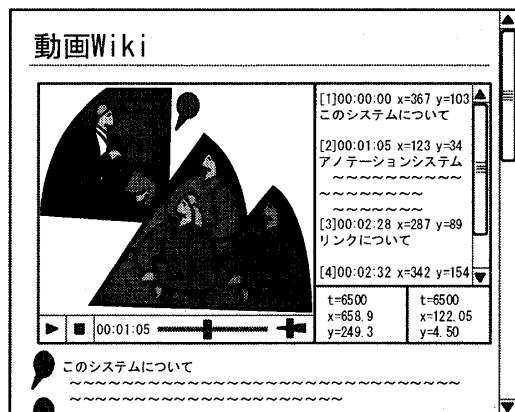 動画Wiki
[1]00:00:00 x=367 y=103
このシステムについて
[2]00:01:05 x=123 y=34
アノテーションシステム
～～～～～～～～～～
～～～～～～～～
～～～～～～～
[3]00:02:28 x=287 y=89
リンクについて
[4]00:02:32 x=342 y=154
t=6500
x=658.9
y=249.3
t=6500
x=122.05
y=4.50
00:01:05
このシステムについて
～～～～～～～～～～～～～～～～～～～～～～～～～～～～～～
～～～～～～～～～～～～～～～～～～～～～